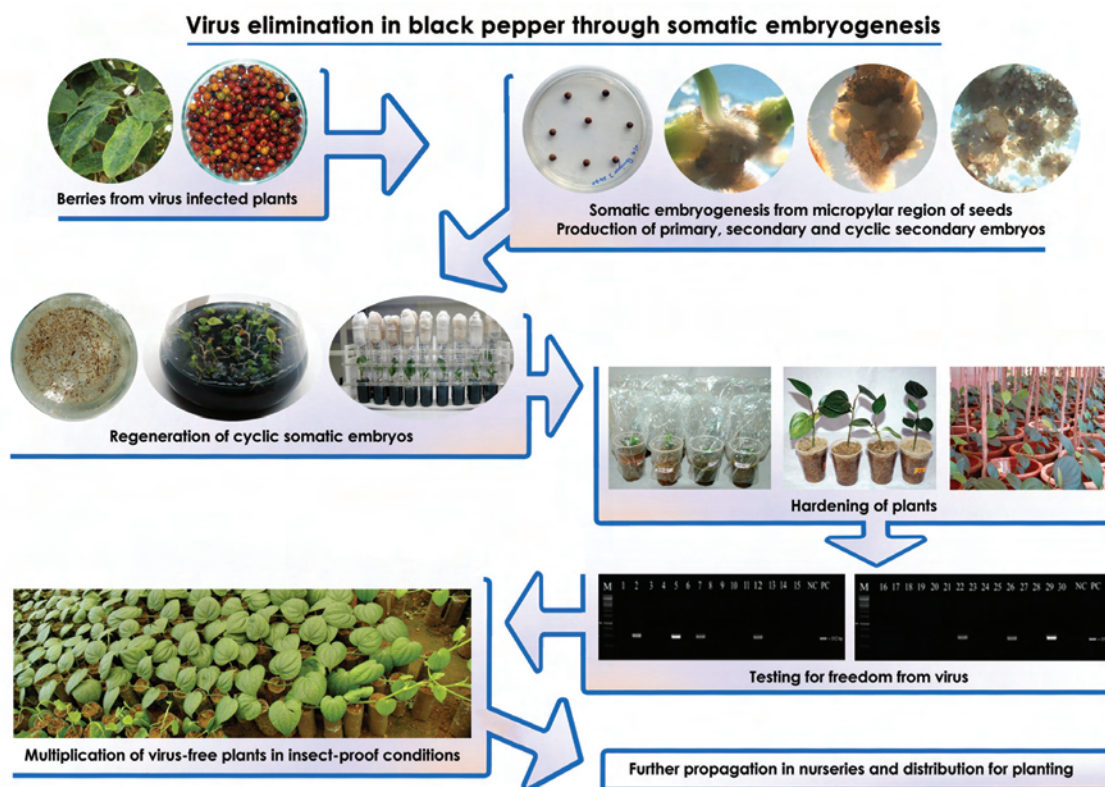 Virus elimination in black pepper through somatic embryogenesis
Berries from virus infected plants
Somatic embryogenesis from micropylar region of seeds
Production of primary, secondary and cyclic secondary embryos
Regeneration of cyclic somatic embryos
Hardening of plants
M 1 2 3 4 5 6 7 8 9 10 11 12 13 14 15 NC PC
M 16 17 18 19 20 21 22 23 24 25 26 27 28 29 30 NC PC
Testing for freedom from virus
Multiplication of virus-free plants in insect-proof conditions
Further propagation in nurseries and distribution for planting